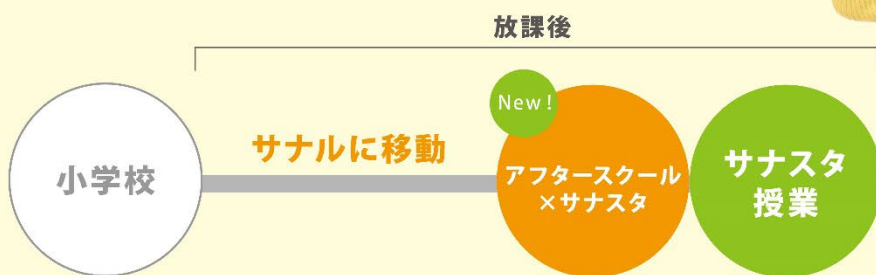 放課後
小学校
サナルに移動
New!
アフタースクール
×サナスタ
サナスタ
授業